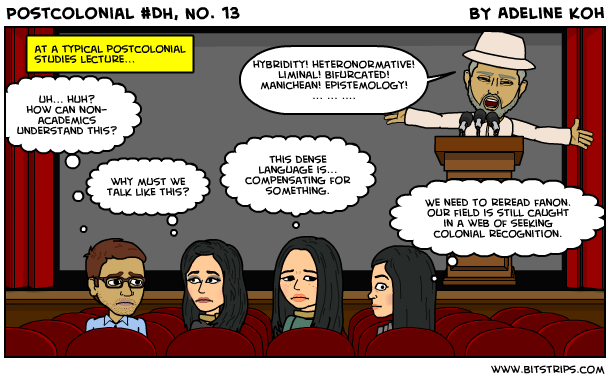 POSTCOLONIAL #DH, NO. 13
BY ADELINE KOH
AT A TYPICAL POSTCOLONIAL
STUDIES LECTURE...
HYBRIDITY! HETERONORMATIVE!
LIMINAL! BIFURCATED!
MANICHEAN! EPISTEMOLOGY!
... ... ....
UH... HUH?
HOW CAN NON-
ACADEMICS
UNDERSTAND THIS?
WHY MUST WE
TALK LIKE THIS?
THIS DENSE
LANGUAGE IS...
COMPENSATING FOR
SOMETHING.
WE NEED TO REREAD FANON.
OUR FIELD IS STILL CAUGHT
IN A WEB OF SEEKING
COLONIAL RECOGNITION.
WWW.BITSTRIPS.COM